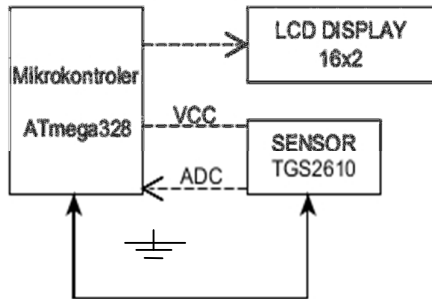 LCD DISPLAY
16x2
Mikrokontroler
ATmega328
VCC
SENSOR
TGS2610
ADC